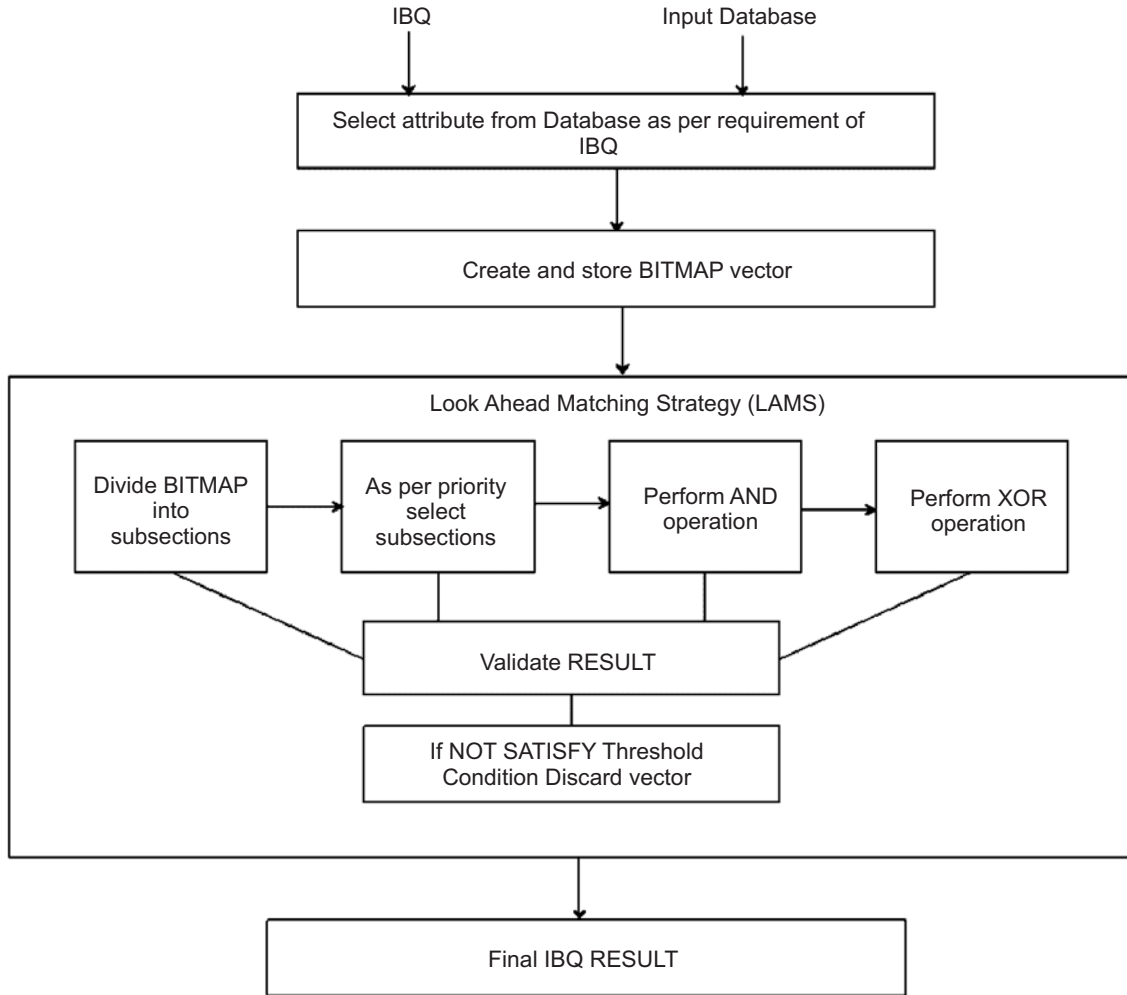 IBQ
Input Database
Select attribute from Database as per requirement of
IBQ
Create and store BITMAP vector
Look Ahead Matching Strategy (LAMS)
Divide BITMAP
into
subsections
As per priority
select
subsections
Perform AND
operation
Perform XOR
operation
Validate RESULT
If NOT SATISFY Threshold
Condition Discard vector
Final IBQ RESULT